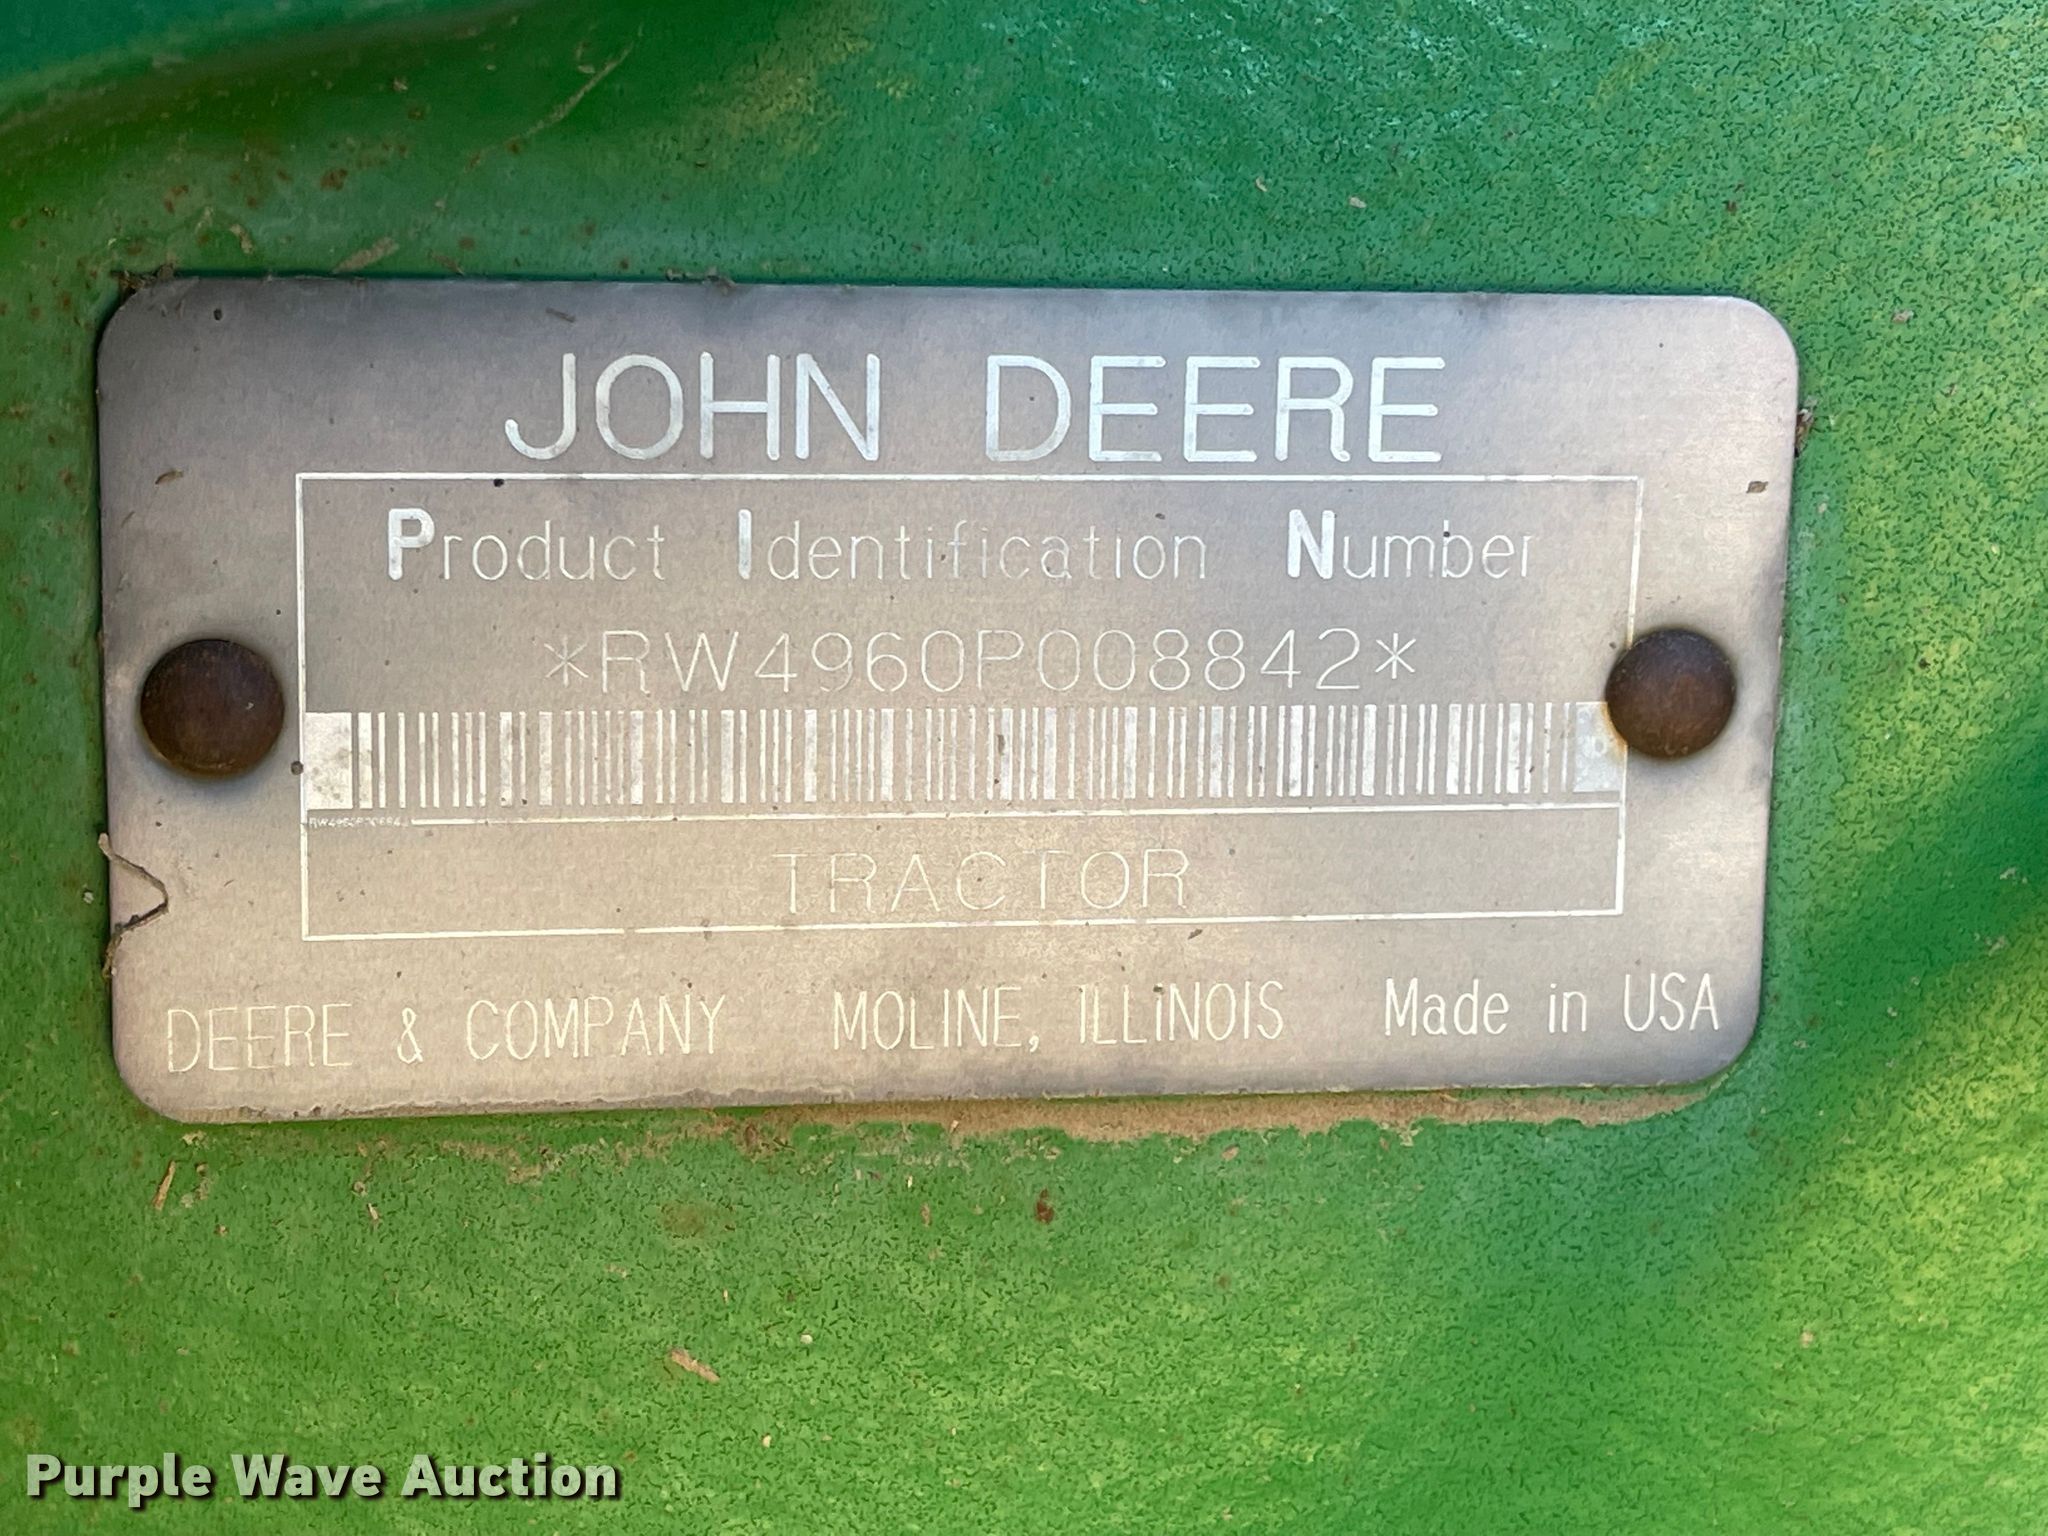 JOHN DEERE
Product Identification Number
*RW4960P008842*
TRACTOR
DEERE & COMPANY MOLINE, ILLINOIS Made in USA
Purple Wave Auction